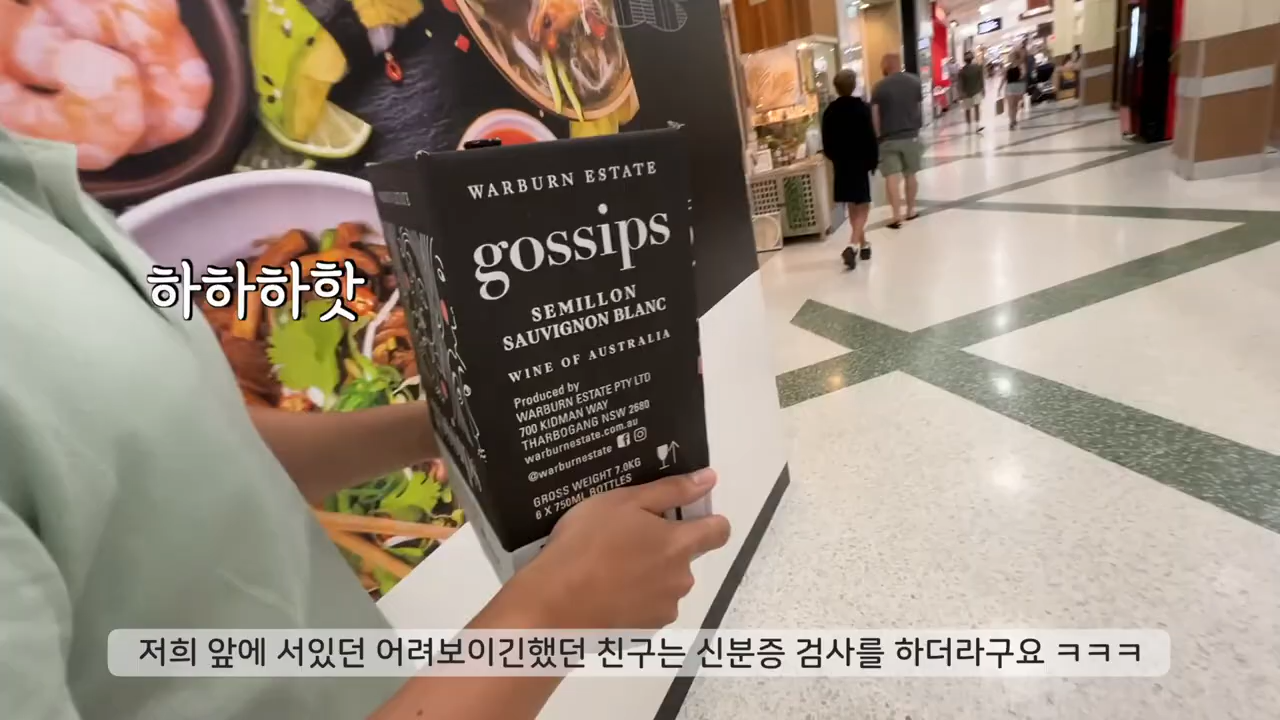 WARBURN ESTATE
gossips
SEMILLON
SAUVIGNON BLANC
WINE OF AUSTRALIA
Produced by
WARBURN ESTATE PTY LTD
700 KIDMAN WAY
THARBOGANG NSW 2680
warburnestate.com.au
@warburnestate
GROSS WEIGHT 7.0KG
6 X 750ML BOTTLES
하하하핫
저희 앞에 서있던 어려보이긴했던 친구는 신분증 검사를 하더라구요 ㅋㅋㅋ